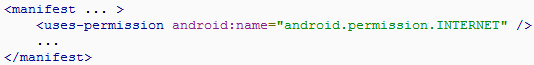 <manifest ... >
    <uses-permission android:name="android.permission.INTERNET" />
    ...
</manifest>